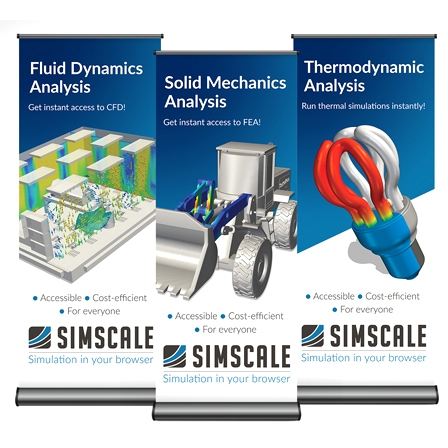 Fluid Dynamics
Analysis
Get instant access to CFD!
• Accessible • Cost-efficient
• For everyone
SIMSCALE
Simulation in your browser
Solid Mechanics
Analysis
Get instant access to FEA!
• Accessible • Cost-efficient
• For everyone
SIMSCALE
Simulation in your browser
Thermodynamic
Analysis
Run thermal simulations instantly!
• Accessible • Cost-efficient
• For everyone
SIMSCALE
Simulation in your browser